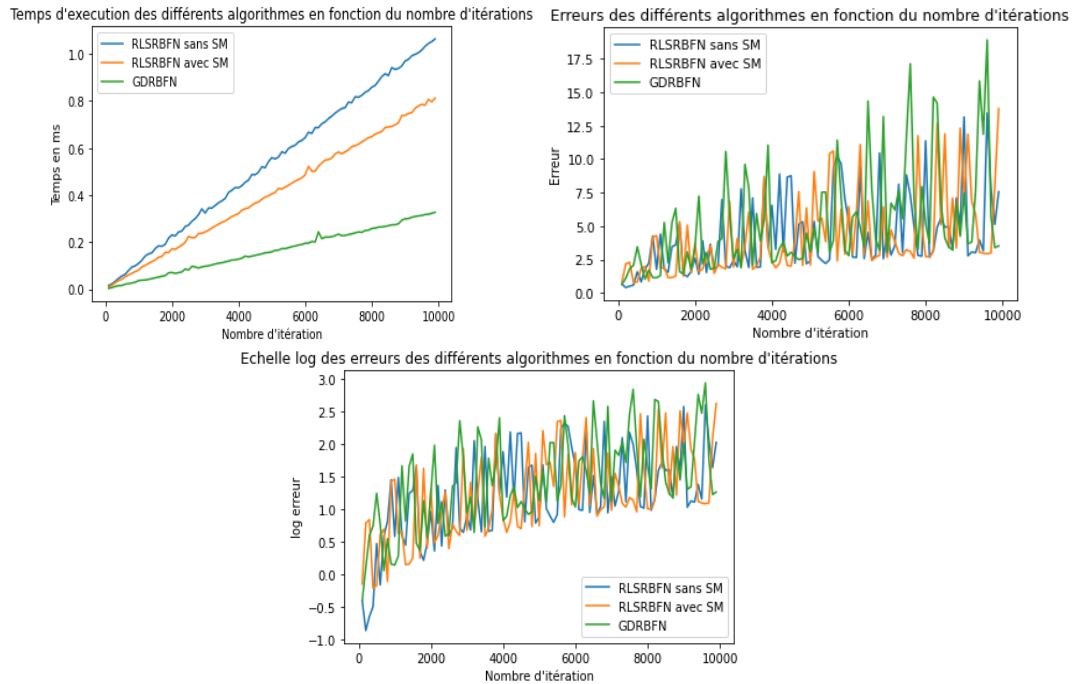 Temps d'execution des différents algorithmes en fonction du nombre d'itérations
RLSRBFN sans SM
RLSRBFN avec SM
GDRBFN
1.0
0.8
0.6
0.4
0.2
0.0
Temps en ms
0 2000 4000 6000 8000 10000
Nombre d'itération
Erreurs des différents algorithmes en fonction du nombre d'itérations
RLSRBFN sans SM
RLSRBFN avec SM
GDRBFN
17.5
15.0
12.5
10.0
7.5
5.0
2.5
0.0
Erreur
0 2000 4000 6000 8000 10000
Nombre d'itération
Echelle log des erreurs des différents algorithmes en fonction du nombre d'itérations
3.0
2.5
2.0
1.5
1.0
0.5
0.0
−0.5
−1.0
log erreur
RLSRBFN sans SM
RLSRBFN avec SM
GDRBFN
0 2000 4000 6000 8000 10000
Nombre d'itération